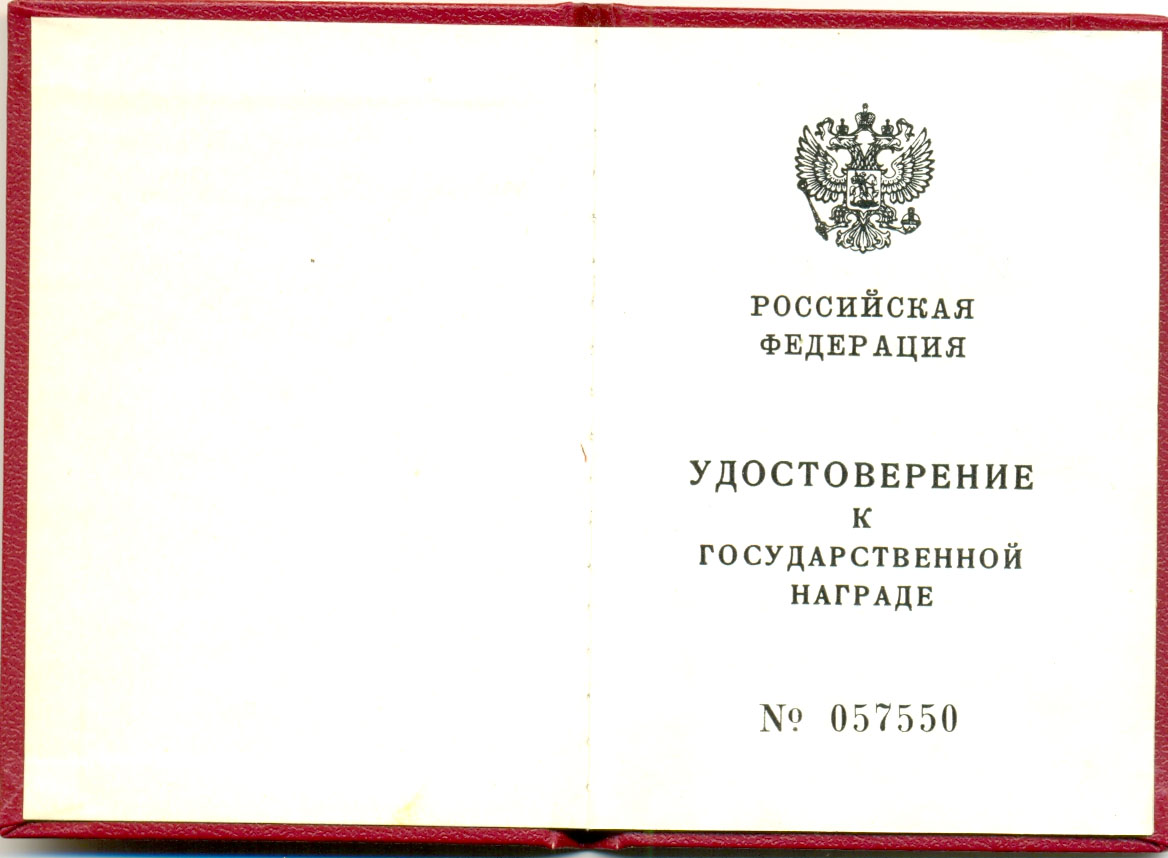 РОССИЙСКАЯ
ФЕДЕРАЦИЯ
УДОСТОВЕРЕНИЕ
К
ГОСУДАРСТВЕННОЙ
НАГРАДЕ
№ 057550